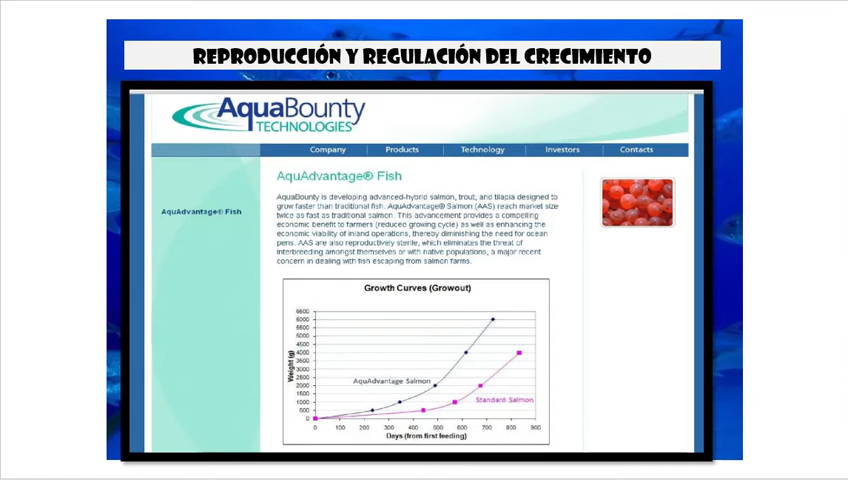 REPRODUCCIÓN Y REGULACIÓN DEL CRECIMIENTO
AquaBounty
TECHNOLOGIES
Company Products Technology Investors Contacts
AquAdvantage® Fish
AquAdvantage® Fish
AquaBounty is developing advanced-hybrid salmon, trout, and tilapia designed to
grow faster than traditional fish. AquAdvantage® Salmon (AAS) reach market size
twice as fast as traditional salmon. This advancement provides a compelling
economic benefit to farmers (reduced growing cycle) as well as enhancing the
economic viability of inland operations, thereby diminishing the need for ocean
pens. AAS are also reproductively sterile, which eliminates the threat of
interbreeding amongst themselves or with native populations, a major recent
concern in dealing with fish escaping from salmon farms.
Growth Curves (Growout)
Weight (g)
6600
6000
5500
5000
4500
4000
3500
3000
2500
2000
1500
1000
500
0
AquAdvantage Salmon
Standard Salmon
0 100 200 300 400 500 600 700 800 900
Days (from first feeding)